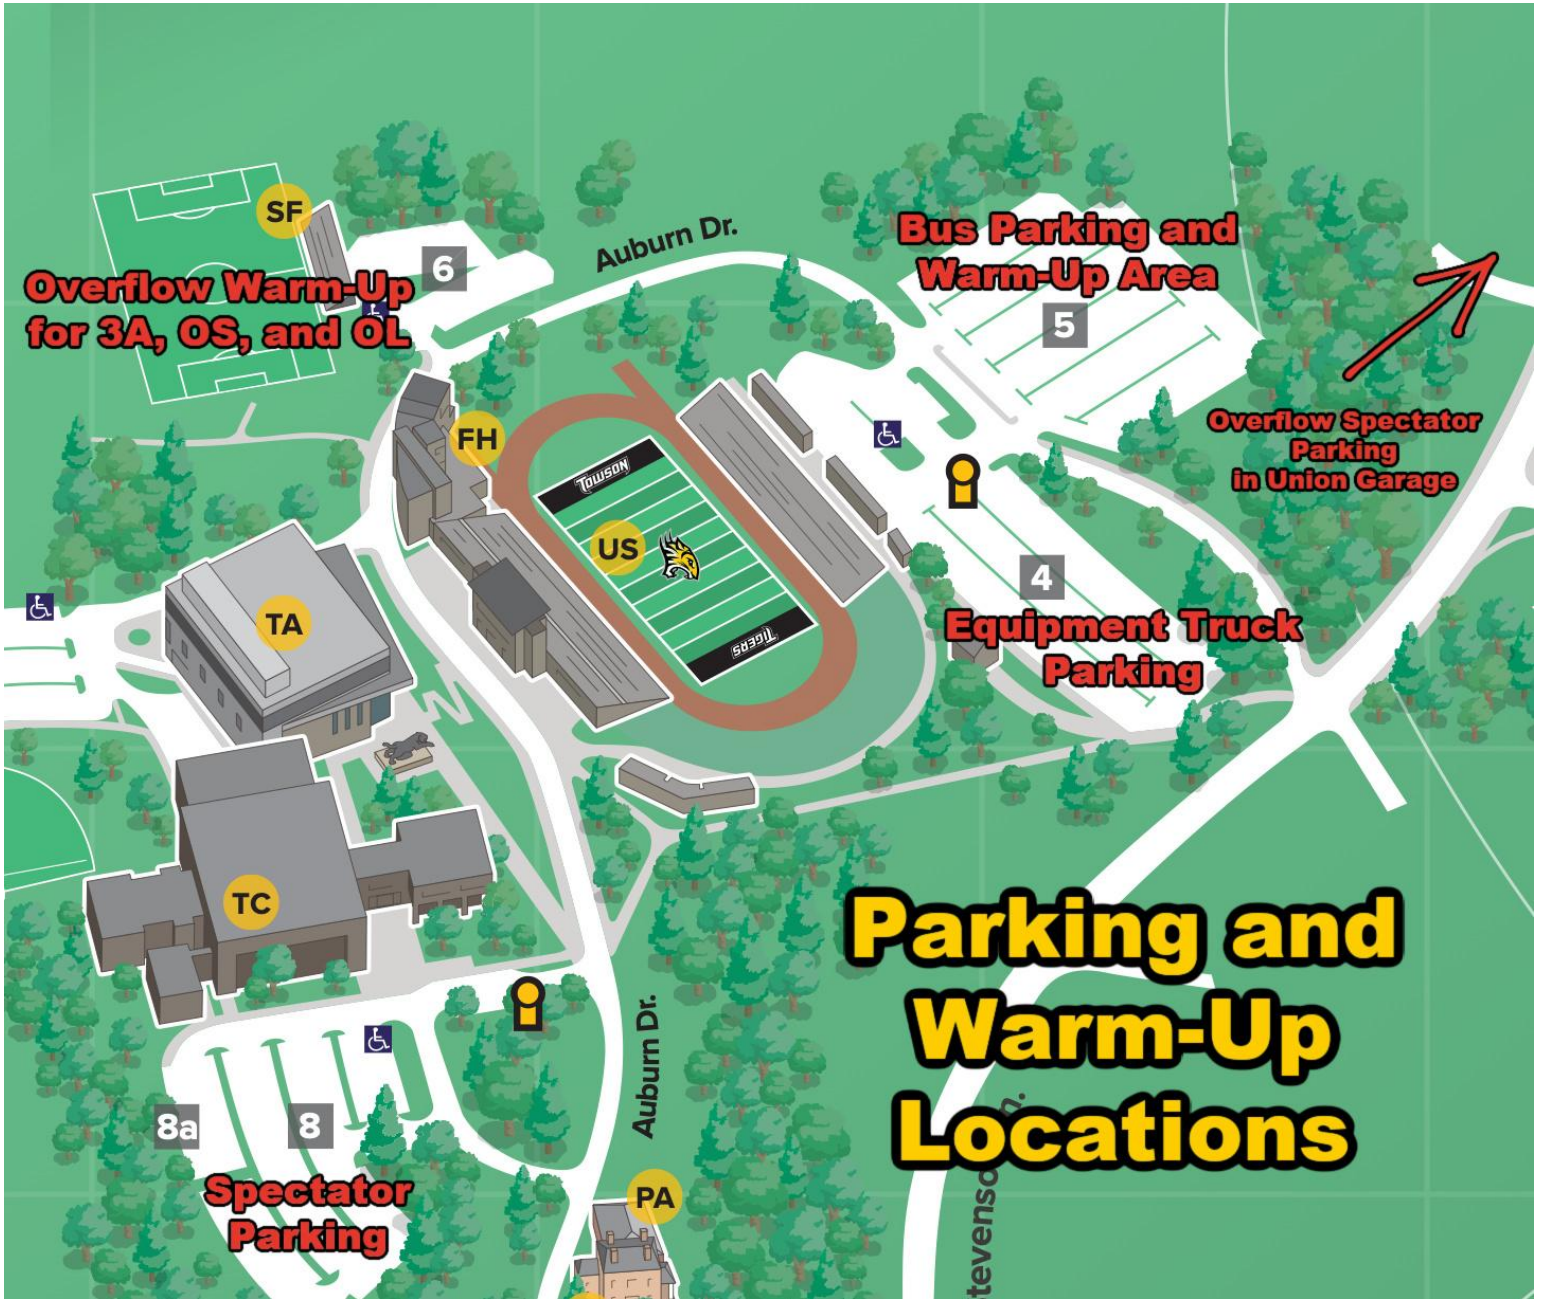 SF
6
Auburn Dr.
Bus Parking and
Warm-Up Area
Overflow Warm-Up
for 3A, OS, and OL
5
Overflow Spectator
Parking
in Union Garage
FH
TOWSON
US
4
TIGERS
Equipment Truck
Parking
TA
TC
Parking and
Warm-Up
Locations
Auburn Dr.
8a
8
Spectator
Parking
PA